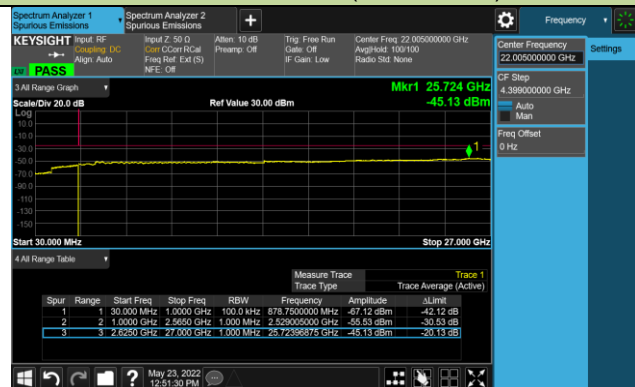 Spectrum Analyzer 1
Spurious Emissions
Spectrum Analyzer 2
Spurious Emissions
Frequency
KEYSIGHT
Input: RF
Coupling: DC
Align: Auto
Input Z: 50 Ω
Corr CCorr RCal
Freq Ref: Ext (S)
NFE: Off
Atten: 10 dB
Preamp: Off
Trig: Free Run
Gate: Off
IF Gain: Low
Center Freq: 22.005000000 GHz
Avg|Hold: 100/100
Radio Std: None
PASS
Center Frequency
22.005000000 GHz
Settings
CF Step
4.399000000 GHz
Auto
Man
Freq Offset
0 Hz
3 All Range Graph
Mkr1 25.724 GHz
-45.13 dBm
Scale/Div 20.0 dB
Ref Value 30.00 dBm
Log
10.0
-10.0
-30.0
-50.0
-70.0
-90.0
-110
-130
-150
1
Start 30.000 MHz
Stop 27.000 GHz
4 All Range Table
Measure Trace Trace 1
Trace Type Trace Average (Active)
Spur Range Start Freq Stop Freq RBW Frequency Amplitude ΔLimit
1 1 30.000 MHz 1.0000 GHz 100.0 kHz 878.7500000 MHz -67.12 dBm -42.12 dB
2 2 1.0000 GHz 2.5650 GHz 1.000 MHz 2.529005000 GHz -55.53 dBm -30.53 dB
3 3 2.6250 GHz 27.000 GHz 1.000 MHz 25.72396875 GHz -45.13 dBm -20.13 dB
?
May 23, 2022
12:51:30 PM